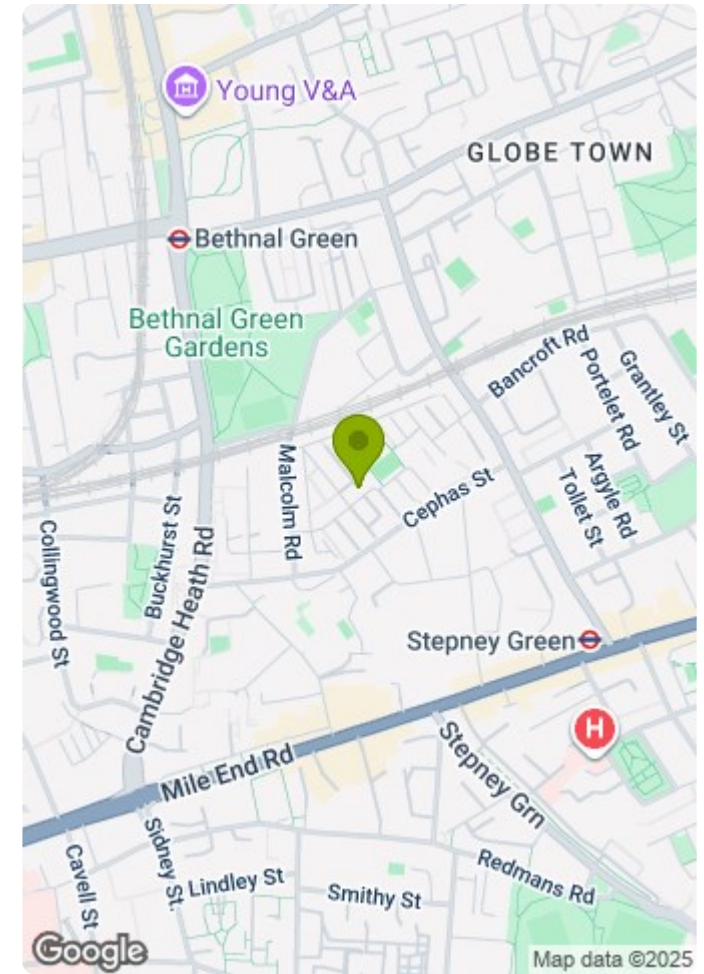 Young V&A
GLOBE TOWN
Bethnal Green
Bethnal Green
Gardens
Bancroft Rd
Portelet Rd
Grantley St
Malcolm Rd
Cephas St
Argyle Rd
Tollet St
Buckhurst St
Collingwood St
Cambridge Heath Rd
Stepney Green
H
Mile End Rd
Stepney Grn
Sidney St.
Cavell St
Lindley St
Smithy St
Redmans Rd
Google
Map data ©2025